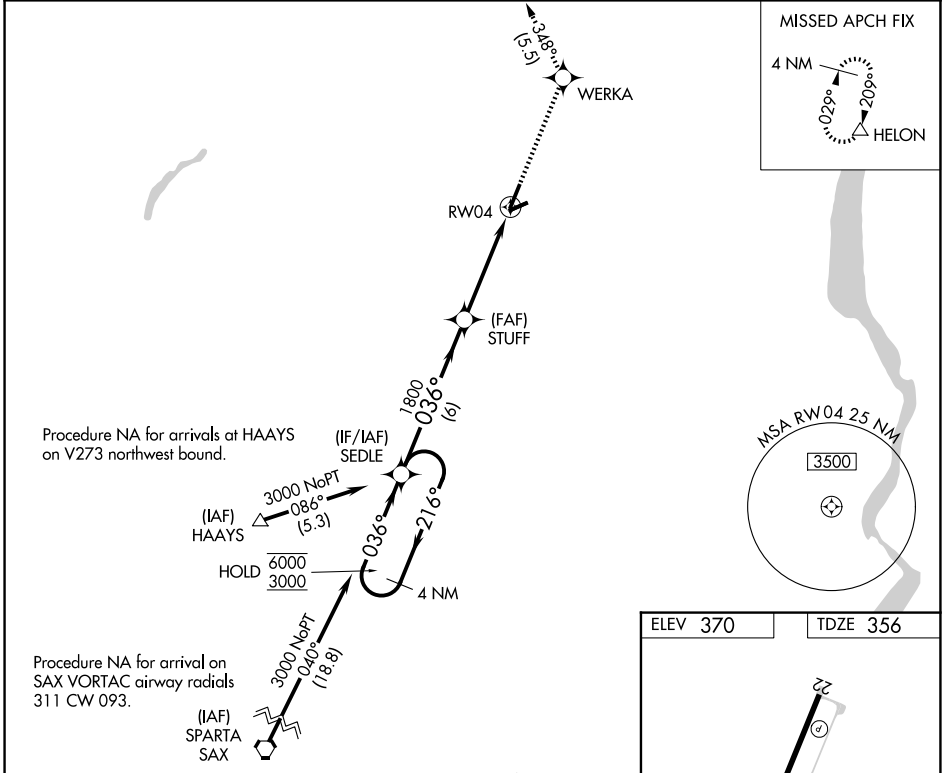 MISSED APCH FIX
4 NM
029°
209°
HELON
348°
(5.5)
WERKA
RW04
(FAF)
STUFF
1800
036°
(6)
Procedure NA for arrivals at HAAYS
on V273 northwest bound.
(IF/IAF)
SEDLE
3000 NoPT
086°
(5.3)
(IAF)
HAAYS
036°
216°
HOLD 6000
3000
4 NM
MSA RW04 25 NM
3500
3000 NoPT
040°
(18.8)
Procedure NA for arrival on
SAX VORTAC airway radials
311 CW 093.
(IAF)
SPARTA
SAX
ELEV 370
TDZE 356
22
P